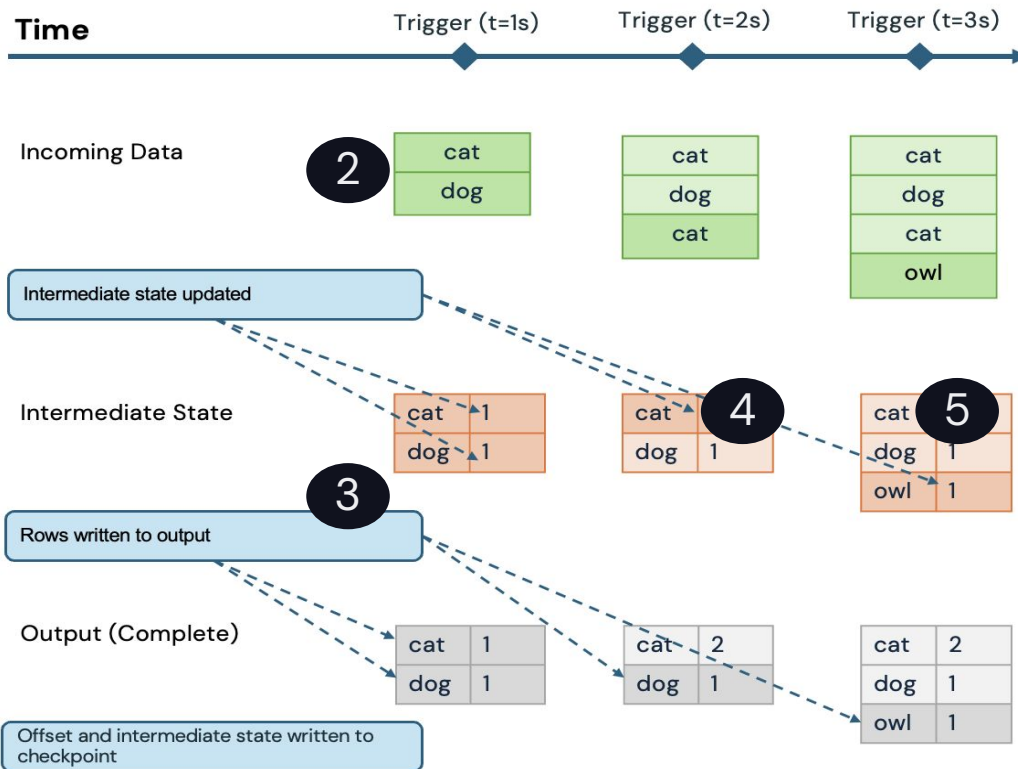 Time
Trigger (t=1s)
Trigger (t=2s)
Trigger (t=3s)
Incoming Data
2
cat
dog
cat
dog
cat
cat
dog
cat
owl
Intermediate state updated
Intermediate State
cat 1
dog 1
cat
4
dog 1
cat
5
dog 1
owl 1
3
Rows written to output
Output (Complete)
cat 1
dog 1
cat 2
dog 1
cat 2
dog 1
owl 1
Offset and intermediate state written to
checkpoint